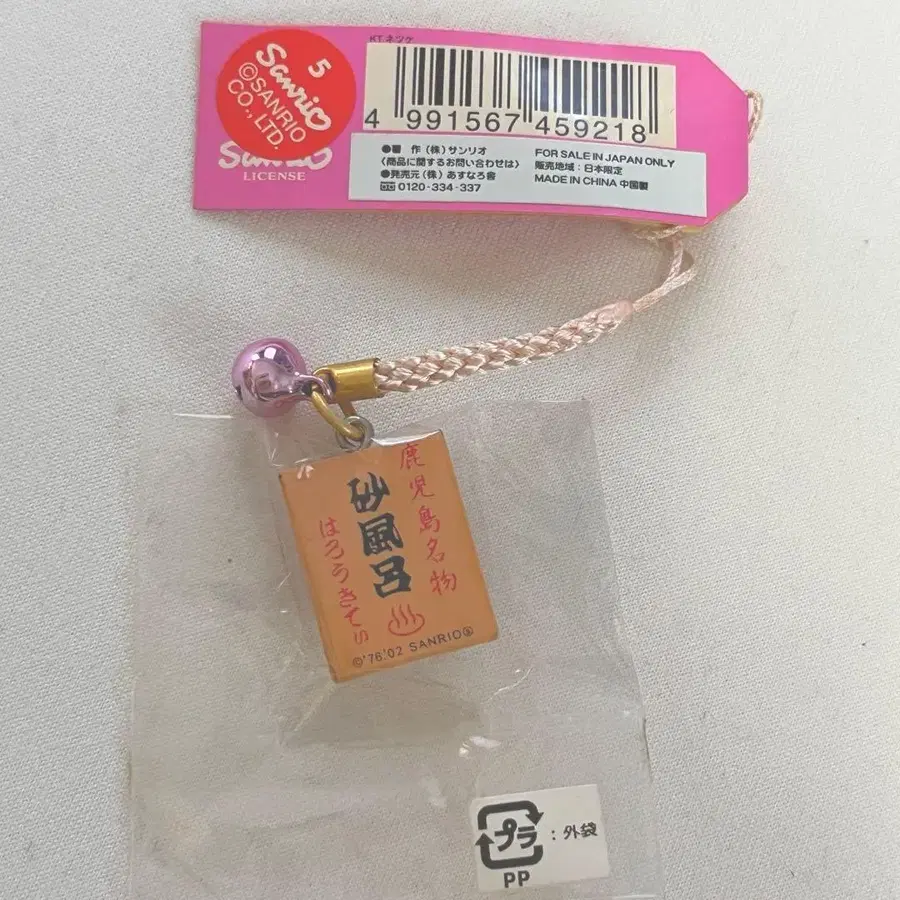 KT.ネツケ
5
Sanrio
©SANRIO
CO., LTD.
Sanrio
LICENSE
4 991567 459218
●著 作 (株) サンリオ
〈商品に関するお問い合わせは〉
●発売元 (株) あすなろ舎
0120-334-337
FOR SALE IN JAPAN ONLY
販売地域：日本限定
MADE IN CHINA 中国製
鹿児島名物
砂風呂
はろうきてぃ
©'76.'02 SANRIO Ⓢ
プラ
：外袋
PP